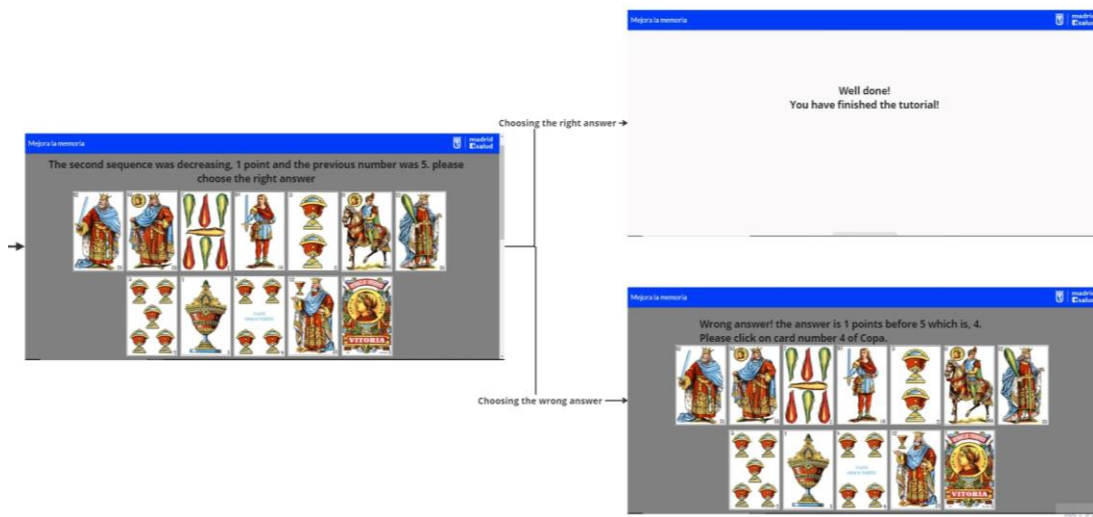 Mejora la memoria
madrid
salud
Well done!
You have finished the tutorial!
Choosing the right answer
Mejora la memoria
madrid
salud
The second sequence was decreasing, 1 point and the previous number was 5. please
choose the right answer
VITORIA
Choosing the wrong answer
Mejora la memoria
madrid
salud
Wrong answer! the answer is 1 points before 5 which is, 4.
Please click on card number 4 of Copa.
VITORIA